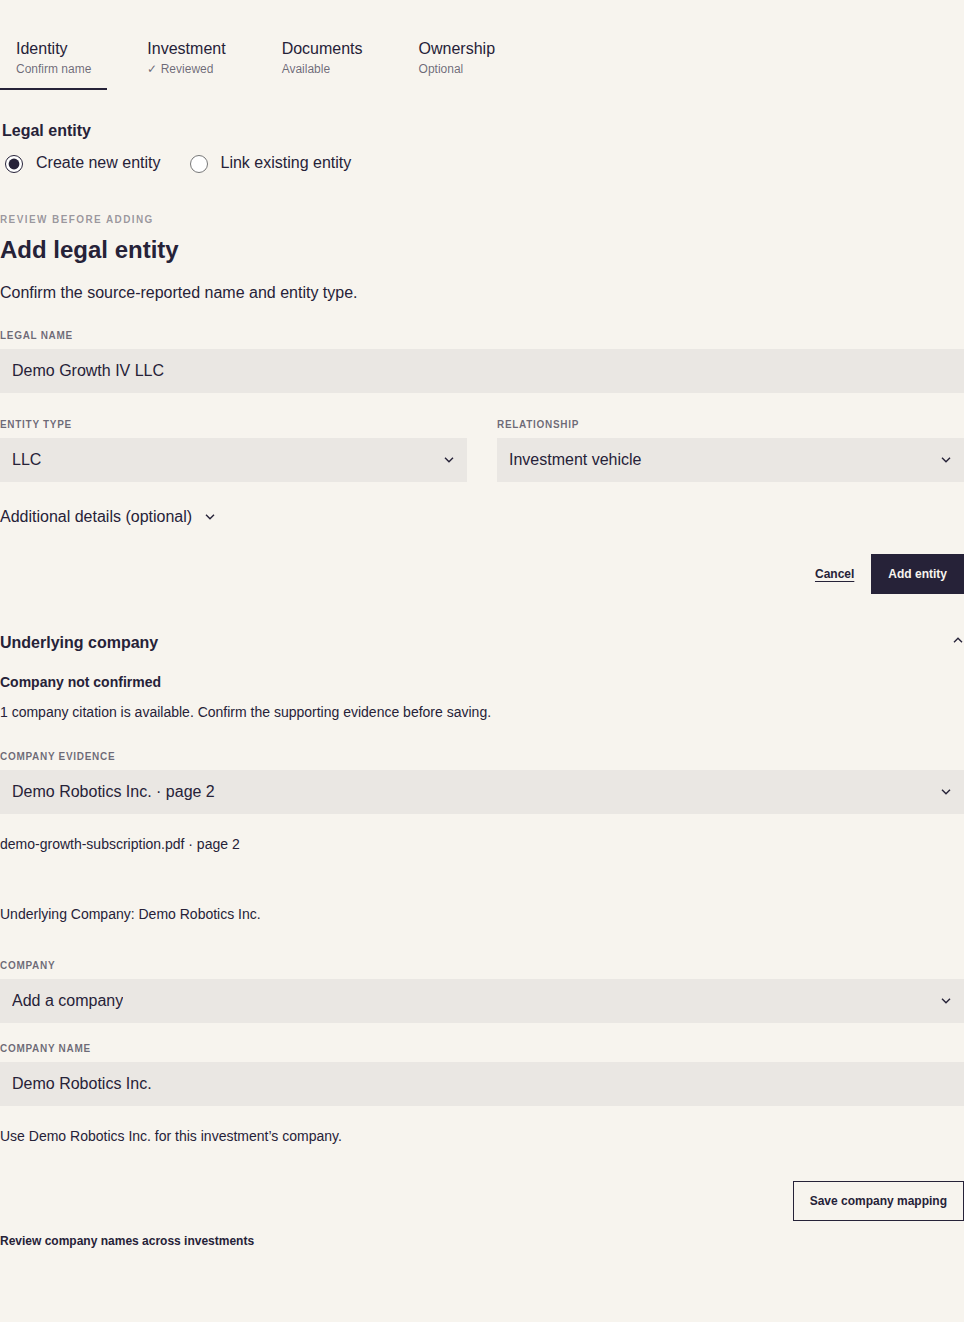 Identity
Confirm name
Investment
✓ Reviewed
Documents
Available
Ownership
Optional
Legal entity
Create new entity
Link existing entity
REVIEW BEFORE ADDING
Add legal entity
Confirm the source-reported name and entity type.
LEGAL NAME
Demo Growth IV LLC
ENTITY TYPE
LLC
RELATIONSHIP
Investment vehicle
Additional details (optional)
Cancel
Add entity
Underlying company
Company not confirmed
1 company citation is available. Confirm the supporting evidence before saving.
COMPANY EVIDENCE
Demo Robotics Inc. · page 2
demo-growth-subscription.pdf · page 2
Underlying Company: Demo Robotics Inc.
COMPANY
Add a company
COMPANY NAME
Demo Robotics Inc.
Use Demo Robotics Inc. for this investment’s company.
Save company mapping
Review company names across investments